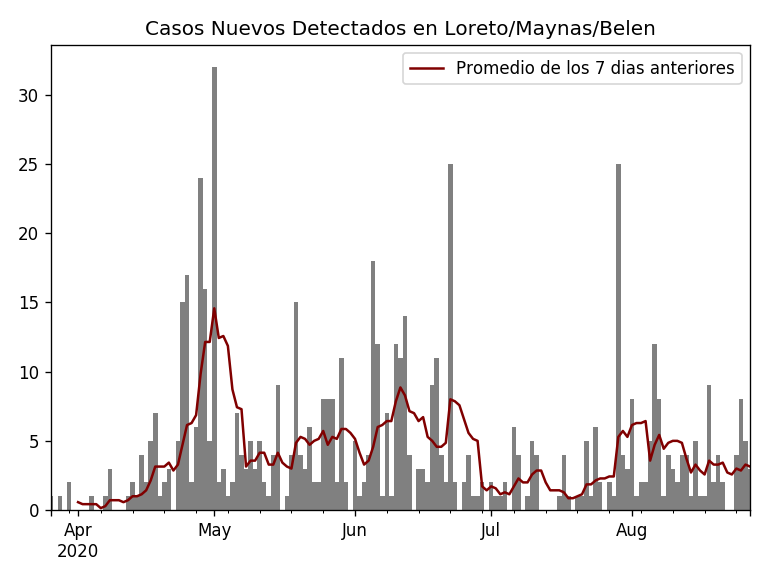 Casos Nuevos Detectados en Loreto/Maynas/Belen
Promedio de los 7 dias anteriores
30
25
20
15
10
5
0
Apr
2020
May
Jun
Jul
Aug